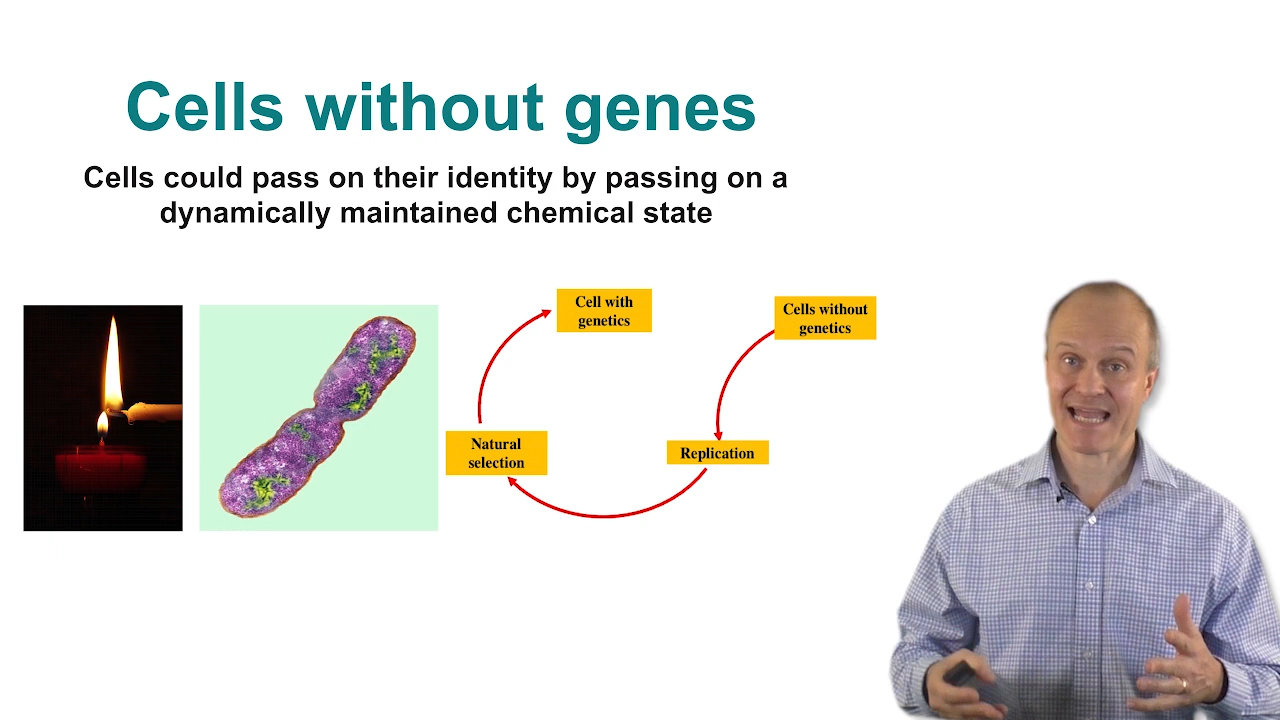 Cells without genes
Cells could pass on their identity by passing on a
dynamically maintained chemical state
Cell with
genetics
Cells without
genetics
Natural
selection
Replication